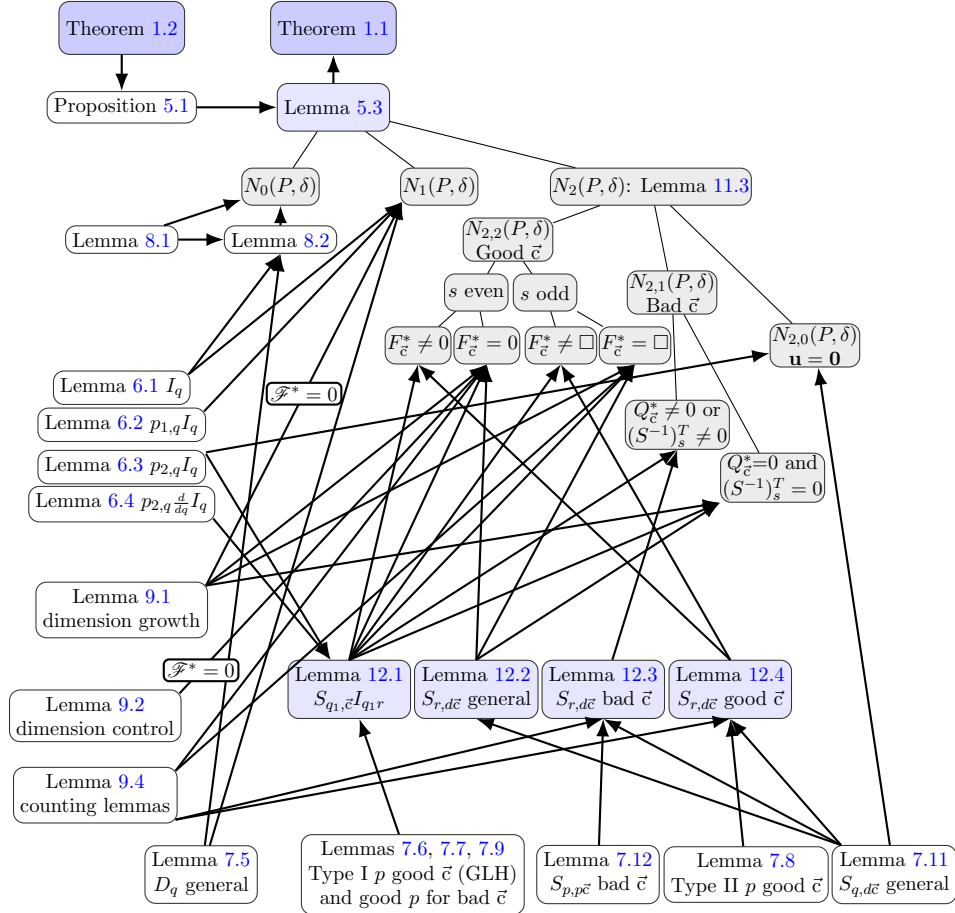 Theorem 1.2
Theorem 1.1
Proposition 5.1
Lemma 5.3
N_0(P, δ)
N_1(P, δ)
N_2(P, δ): Lemma 11.3
Lemma 8.1
Lemma 8.2
N_{2,2}(P, δ)
Good c⃗
s even
s odd
N_{2,1}(P, δ)
Bad c⃗
F*_c⃗ ≠ 0
F*_c⃗ = 0
F*_c⃗ ≠ □
F*_c⃗ = □
N_{2,0}(P, δ)
u = 0
Lemma 6.1 I_q
ℱ* = 0
Lemma 6.2 p_{1,q}I_q
Q*_c⃗ ≠ 0 or
(S^{-1})^T_s ≠ 0
Lemma 6.3 p_{2,q}I_q
Q*_c⃗=0 and
(S^{-1})^T_s = 0
Lemma 6.4 p_{2,q} d/dq I_q
Lemma 9.1
dimension growth
ℱ* = 0
Lemma 12.1
S_{q_1,c⃗}I_{q_1r}
Lemma 12.2
S_{r,dc⃗} general
Lemma 12.3
S_{r,dc⃗} bad c⃗
Lemma 12.4
S_{r,dc⃗} good c⃗
Lemma 9.2
dimension control
Lemma 9.4
counting lemmas
Lemma 7.5
D_q general
Lemmas 7.6, 7.7, 7.9
Type I p good c⃗ (GLH)
and good p for bad c⃗
Lemma 7.12
S_{p,pc⃗} bad c⃗
Lemma 7.8
Type II p good c⃗
Lemma 7.11
S_{q,dc⃗} general